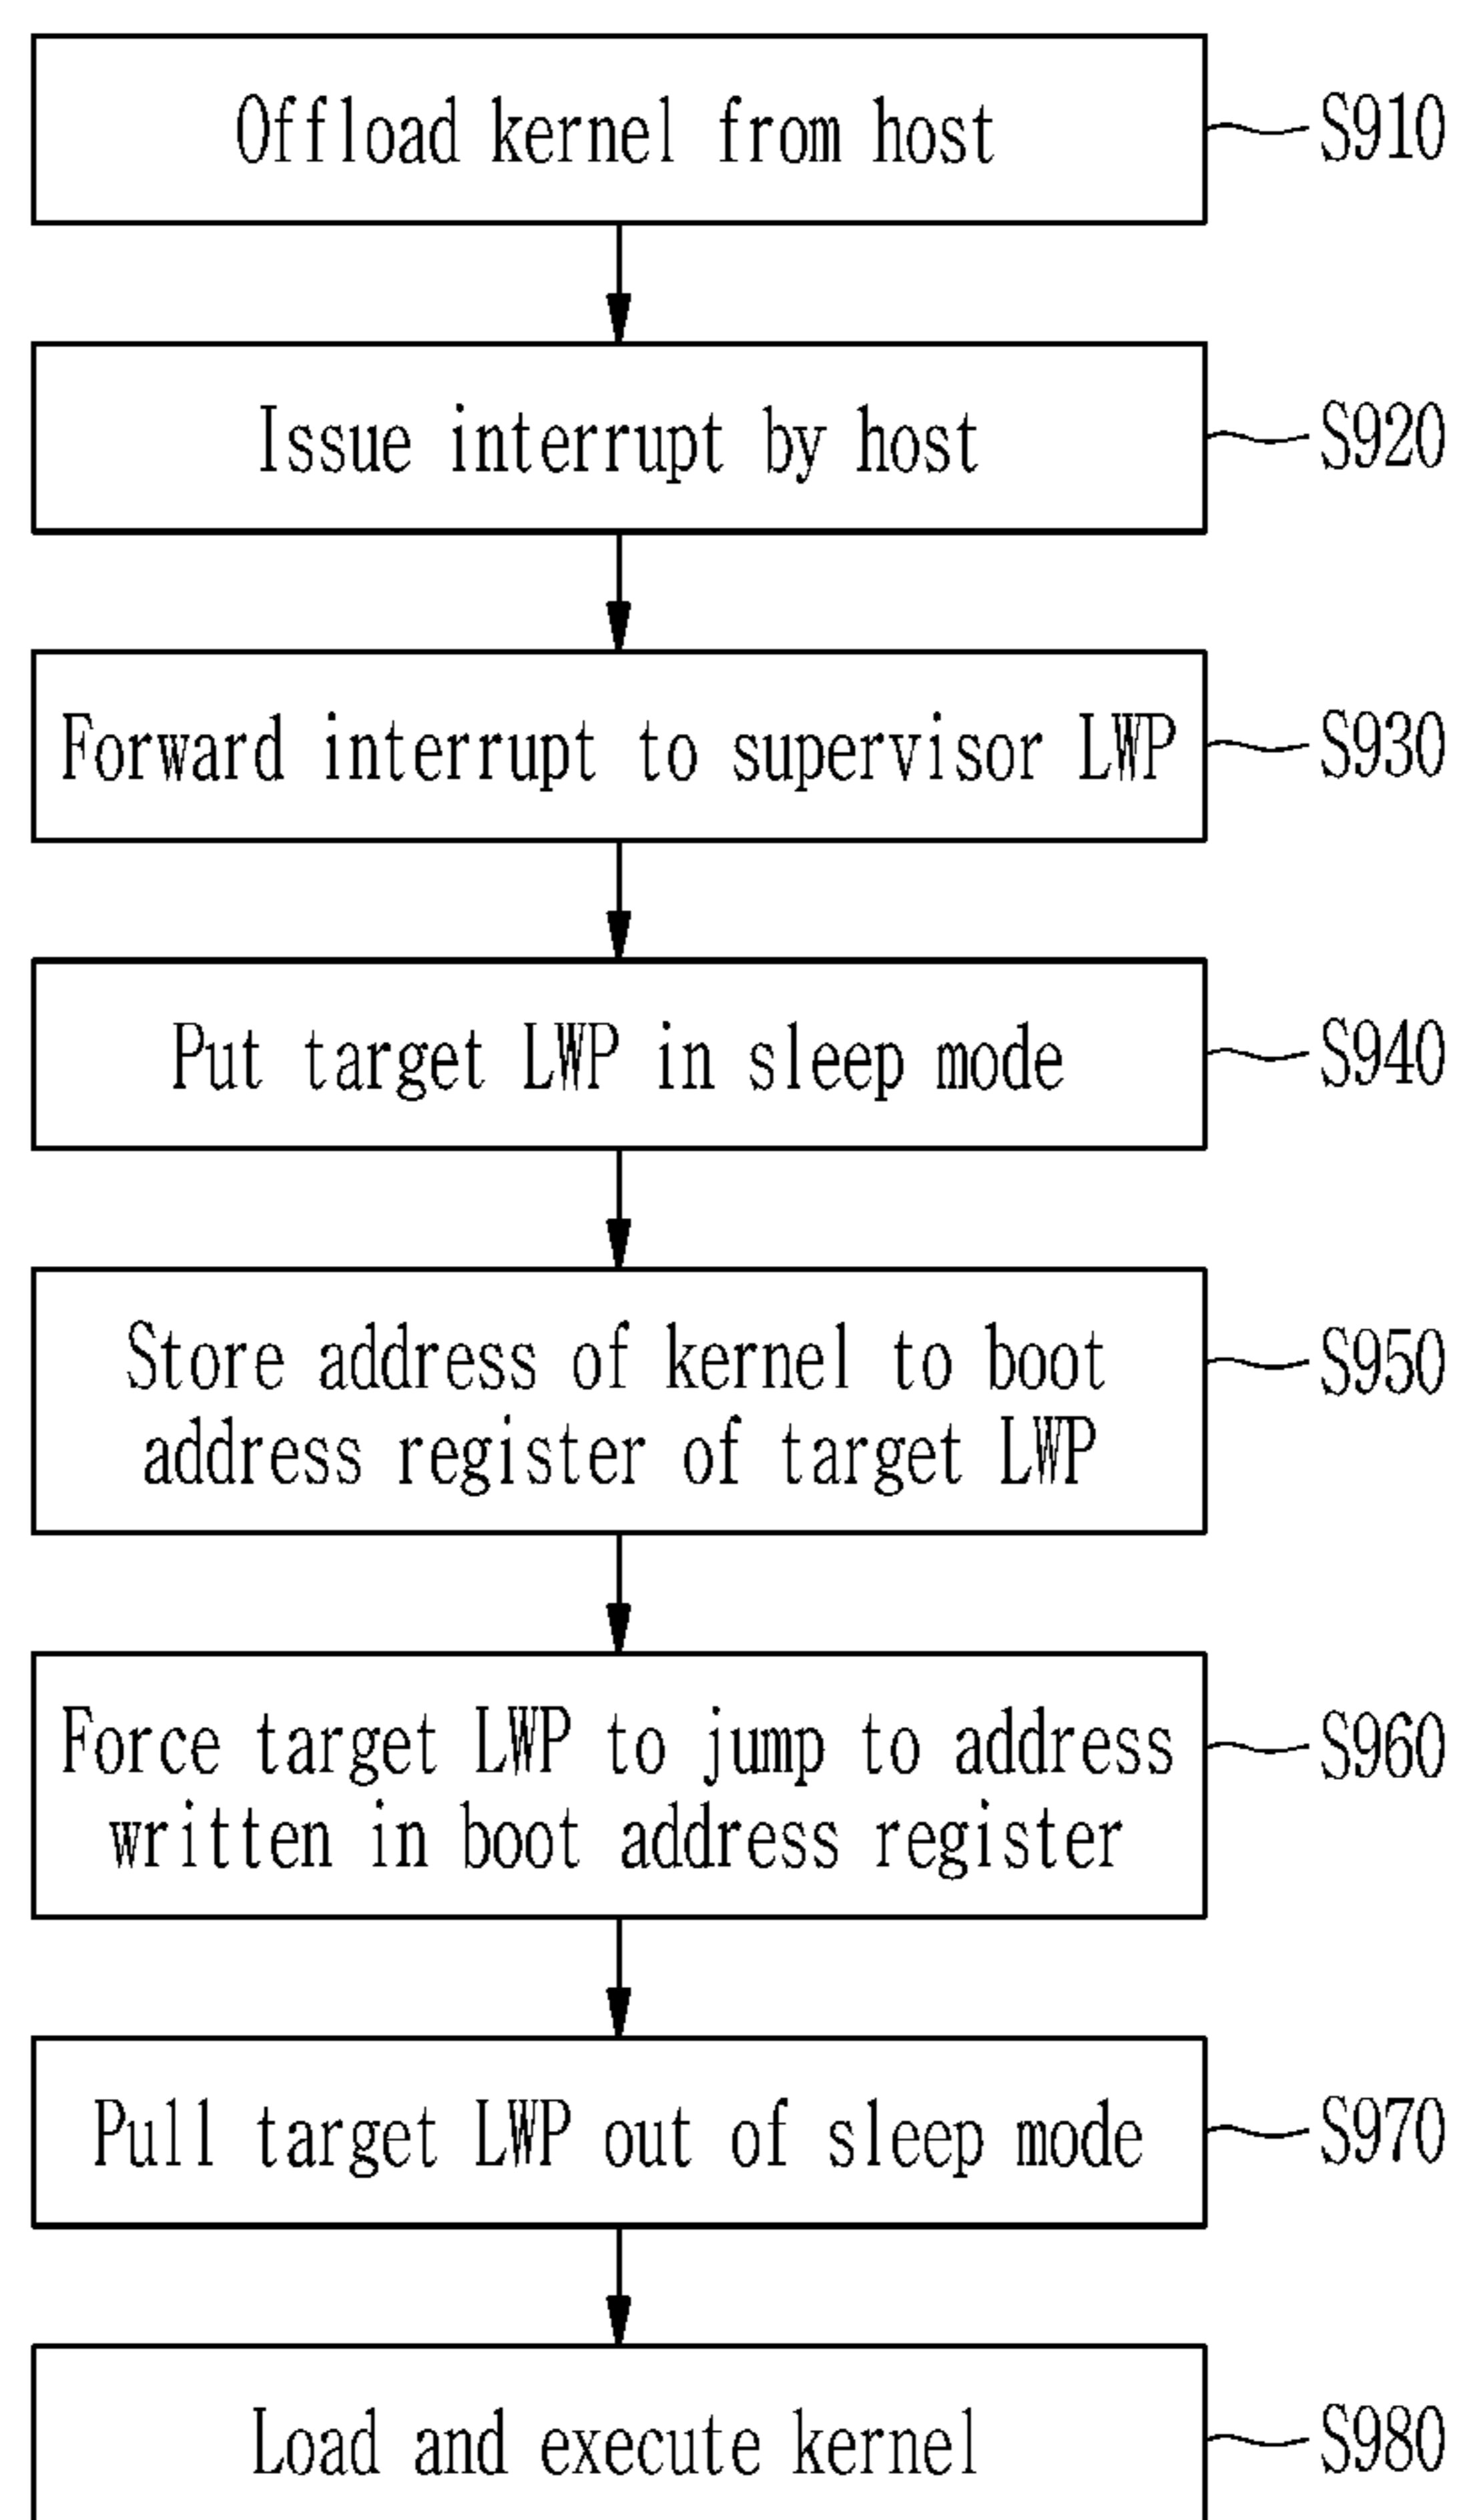 Offload kernel from host
S910
Issue interrupt by host
S920
Forward interrupt to supervisor LWP
S930
Put target LWP in sleep mode
S940
Store address of kernel to boot
address register of target LWP
S950
Force target LWP to jump to address
written in boot address register
S960
Pull target LWP out of sleep mode
S970
Load and execute kernel
S980